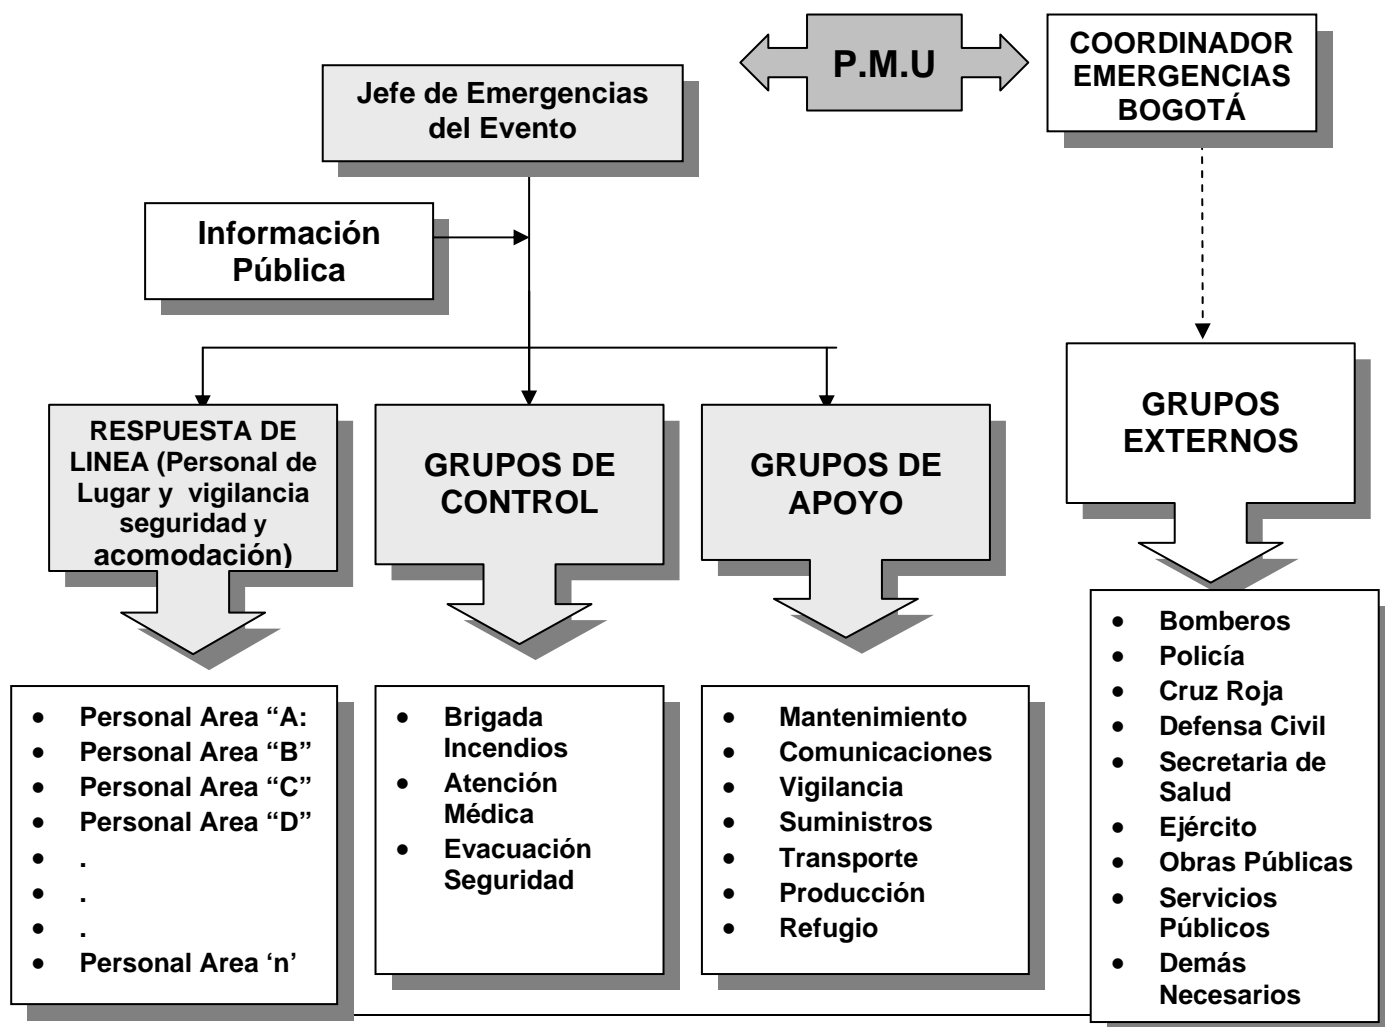 P.M.U
COORDINADOR
EMERGENCIAS
BOGOTÁ
Jefe de Emergencias
del Evento
Información
Pública
RESPUESTA DE
LINEA (Personal de
Lugar y vigilancia
seguridad y
acomodación)
GRUPOS DE
CONTROL
GRUPOS DE
APOYO
GRUPOS
EXTERNOS
• Personal Area “A:
• Personal Area “B”
• Personal Area “C”
• Personal Area “D”
• .
• .
• .
• Personal Area ‘n’
• Brigada
Incendios
• Atención
Médica
• Evacuación
Seguridad
• Mantenimiento
• Comunicaciones
• Vigilancia
• Suministros
• Transporte
• Producción
• Refugio
• Bomberos
• Policía
• Cruz Roja
• Defensa Civil
• Secretaria de
Salud
• Ejército
• Obras Públicas
• Servicios
Públicos
• Demás
Necesarios